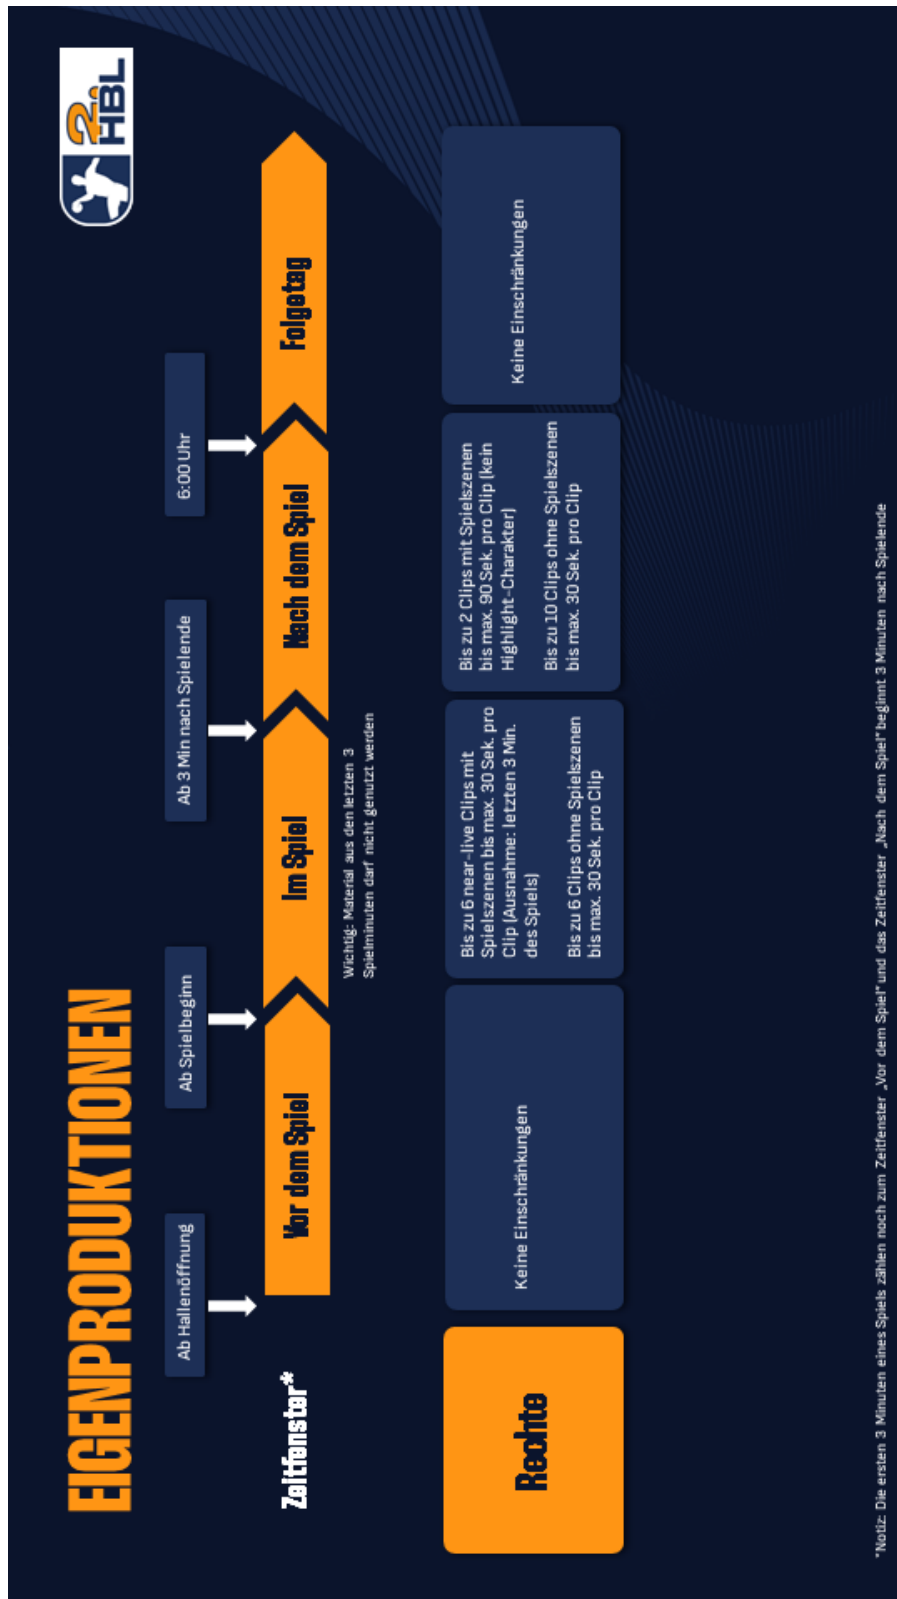 EIGENPRODUKTIONEN
2.
HBL
Ab Hallenöffnung
Ab Spielbeginn
Ab 3 Min nach Spielende
6:00 Uhr
Zeitfenster*
Vor dem Spiel
Im Spiel
Nach dem Spiel
Folgetag
Wichtig: Material aus den letzten 3
Spielminuten darf nicht genutzt werden
Rechte
Keine Einschränkungen
Bis zu 6 near-live Clips mit
Spielszenen bis max. 30 Sek. pro
Clip (Ausnahme: letzten 3 Min.
des Spiels)
Bis zu 6 Clips ohne Spielszenen
bis max. 30 Sek. pro Clip
Bis zu 2 Clips mit Spielszenen
bis max. 90 Sek. pro Clip (kein
Highlight-Charakter)
Bis zu 10 Clips ohne Spielszenen
bis max. 30 Sek. pro Clip
Keine Einschränkungen
*Notiz: Die ersten 3 Minuten eines Spiels zählen noch zum Zeitfenster „Vor dem Spiel" und das Zeitfenster „Nach dem Spiel" beginnt 3 Minuten nach Spielende